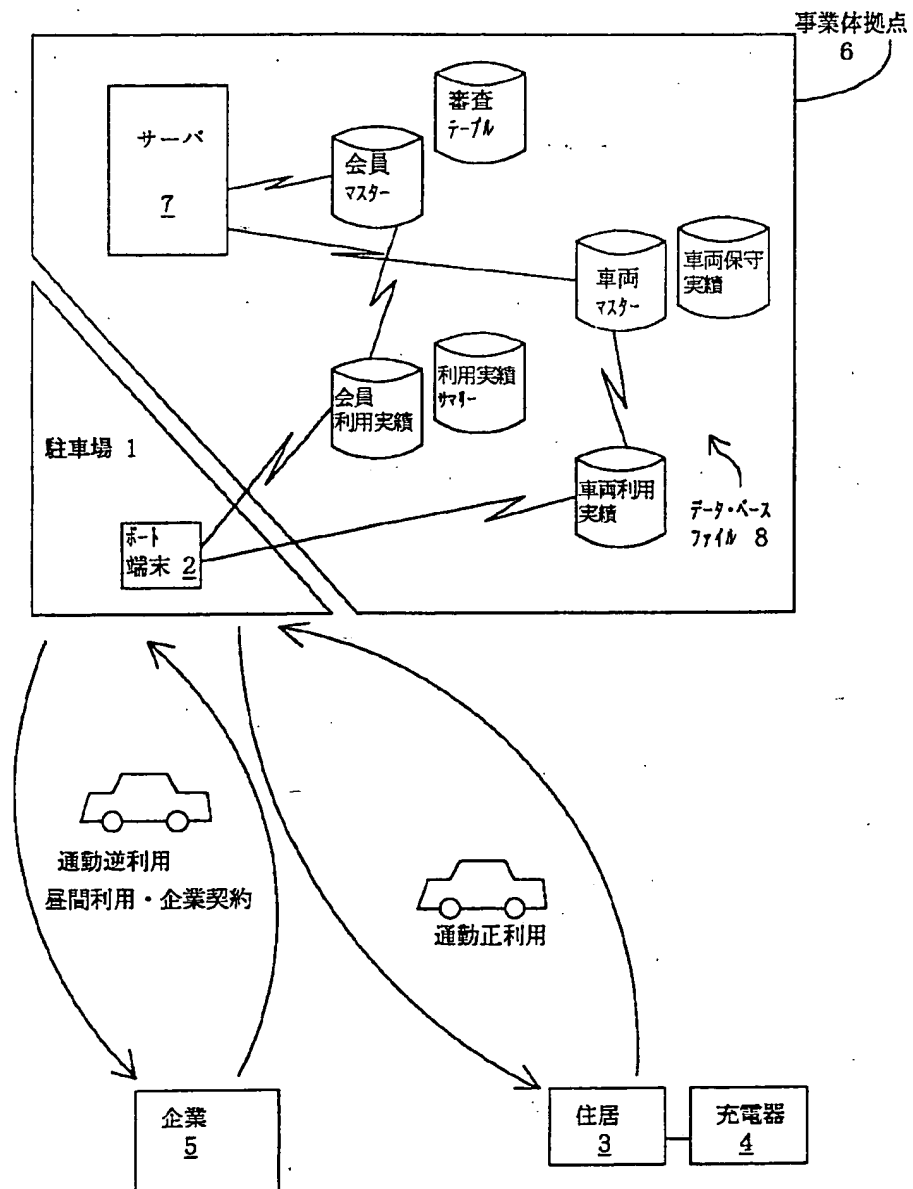 事業体拠点
6
審査
テーブル
サーバ
7
会員
マスター
車両
マスター
車両保守
実績
会員
利用実績
利用実績
サマリー
駐車場 1
車両利用
実績
データ・ベース
ファイル 8
ポート
端末 2
通勤逆利用
昼間利用・企業契約
通勤正利用
企業
5
住居
3
充電器
4